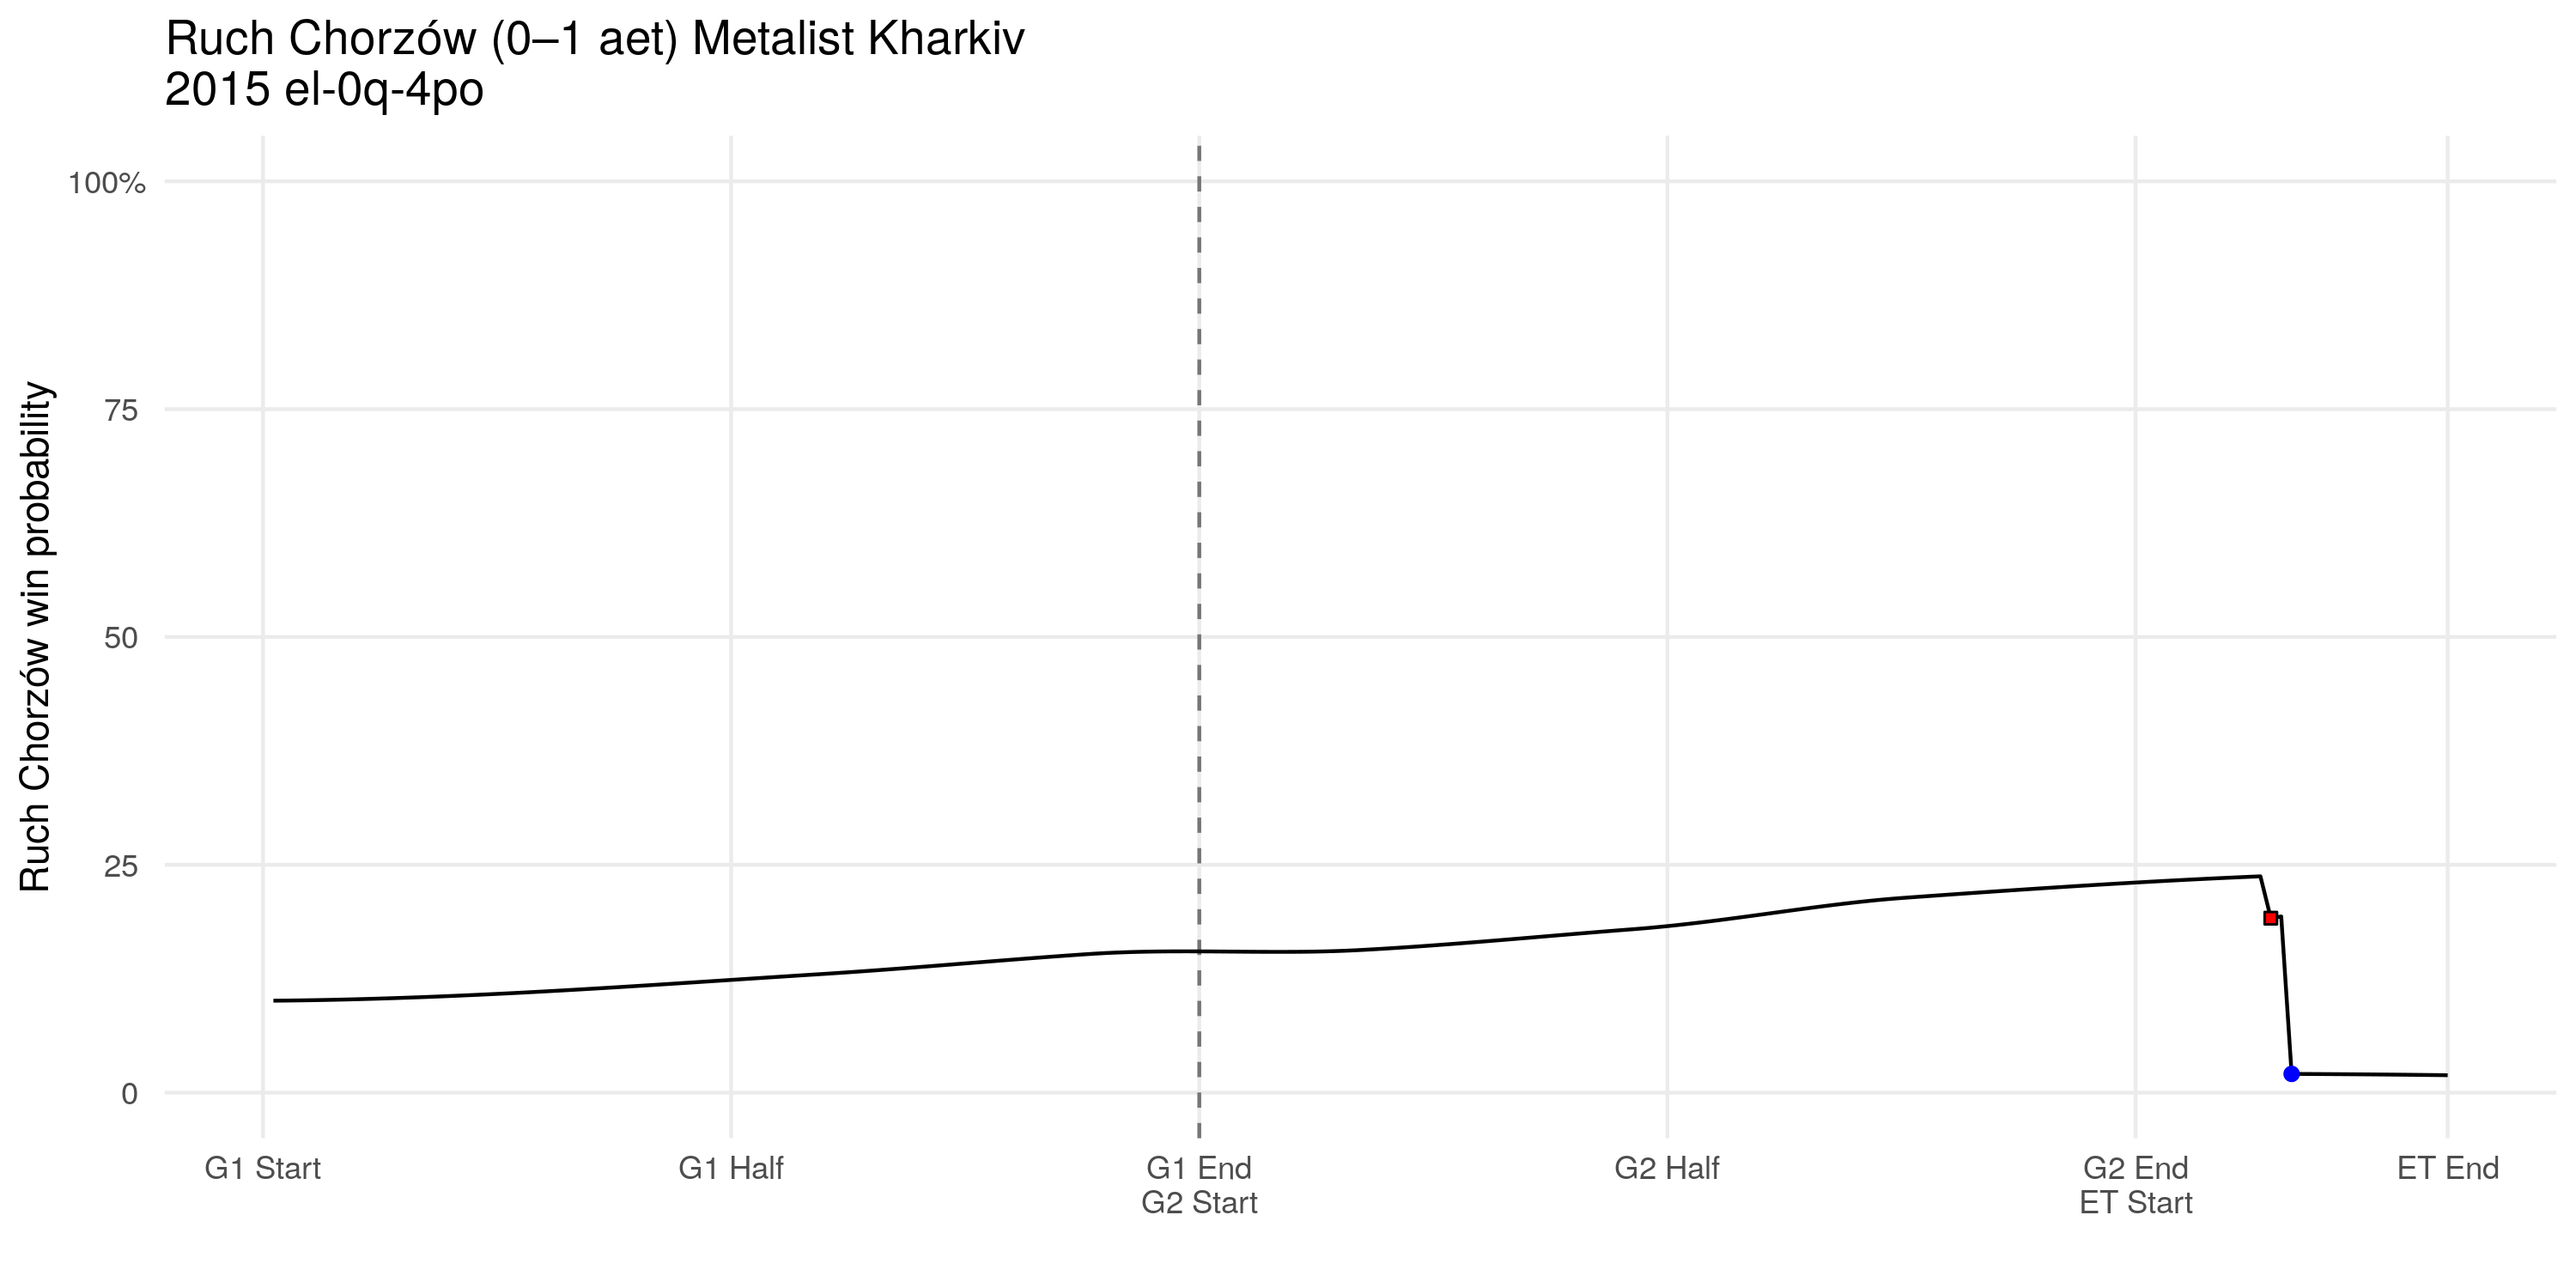 Ruch Chorzów (0–1 aet) Metalist Kharkiv
2015 el-0q-4po
Ruch Chorzów win probability
100%
75
50
25
0
G1 Start
G1 Half
G1 End
G2 Start
G2 Half
G2 End
ET Start
ET End